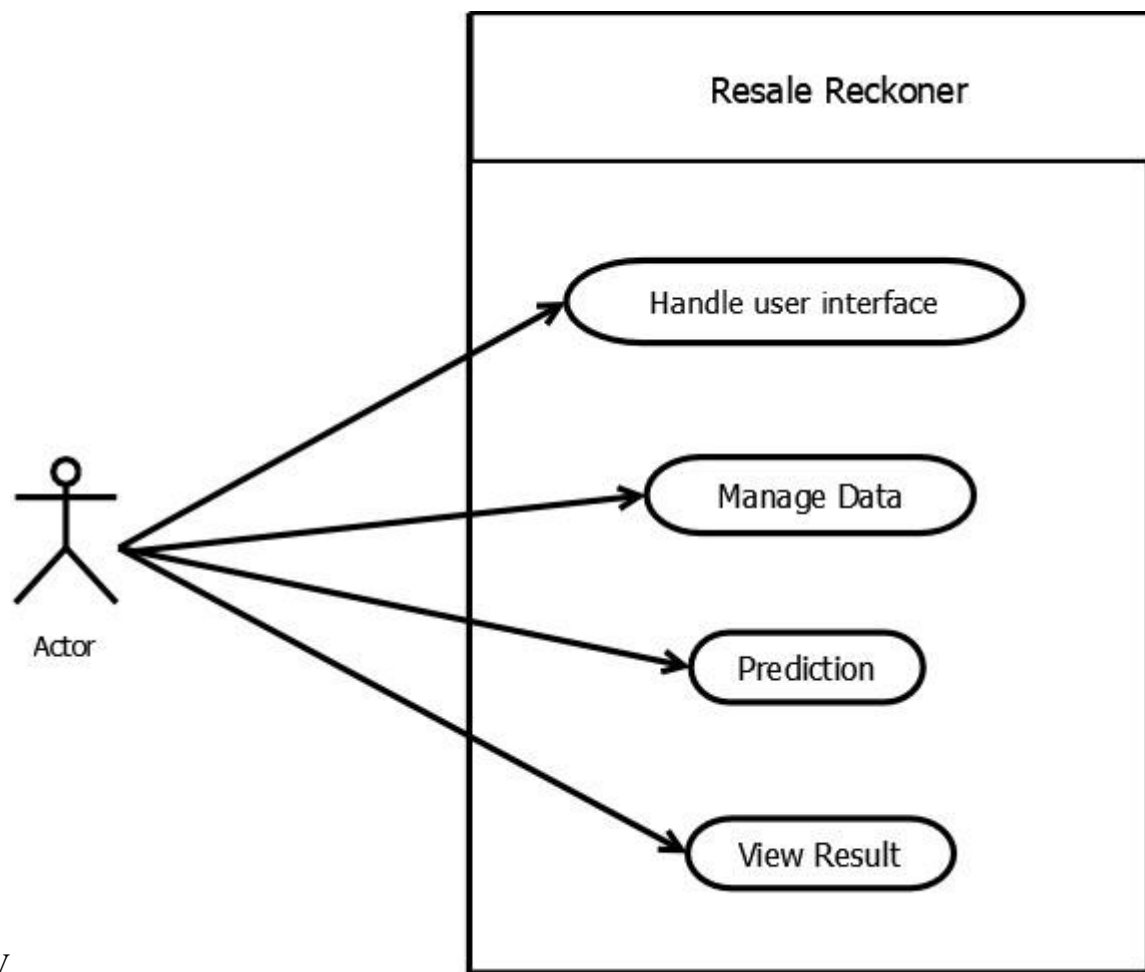 Resale Reckoner
Handle user interface
Manage Data
Actor
Prediction
View Result